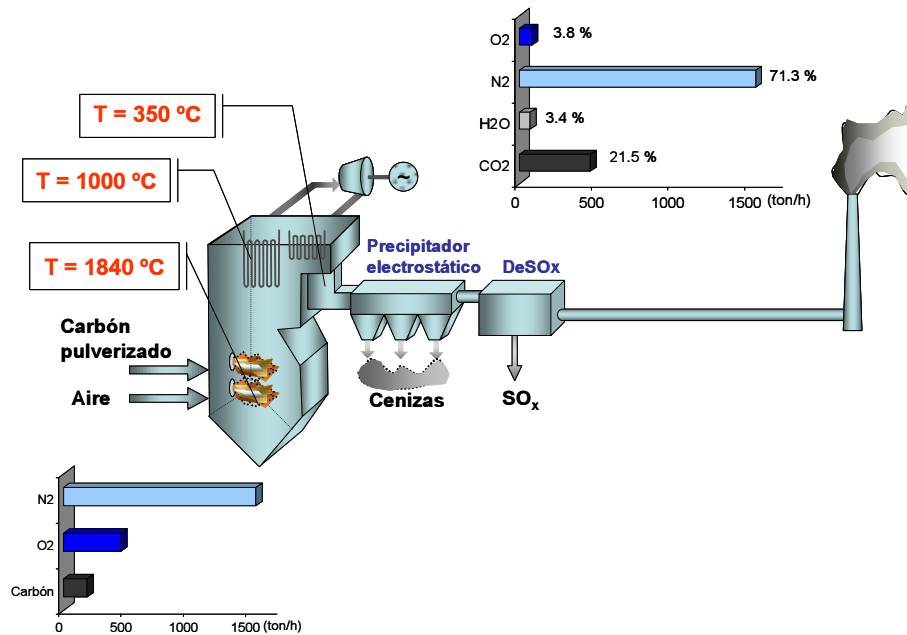 O2
3.8 %
N2
71.3 %
H2O
3.4 %
CO2
21.5 %
0
500
1000
1500
(ton/h)
T = 350 ºC
T = 1000 ºC
T = 1840 ºC
~
Precipitador
electrostático
DeSOx
Carbón
pulverizado
Aire
Cenizas
SOx
N2
O2
Carbón
0
500
1000
1500
(ton/h)